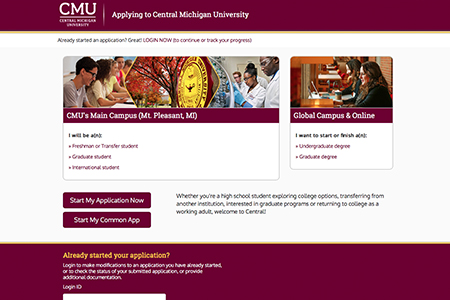 CMU
CENTRAL MICHIGAN
UNIVERSITY
Applying to Central Michigan University
Already started an application? Great! LOGIN NOW (to continue or track your progress)
CMU's Main Campus (Mt. Pleasant, MI)
I will be a(n):
» Freshman or Transfer student
» Graduate student
» International student
Global Campus & Online
I want to start or finish a(n):
» Undergraduate degree
» Graduate degree
Start My Application Now
Start My Common App
Whether you're a high school student exploring college options, transferring from
another institution, interested in graduate programs or returning to college as a
working adult, welcome to Central!
Already started your application?
Login to make modifications to an application you have already started,
or to check the status of your submitted application, or provide
additional documentation.
Login ID: